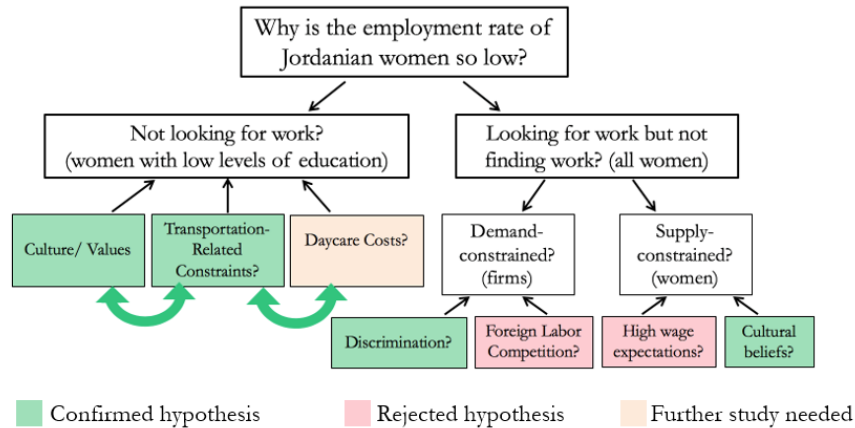 Why is the employment rate of
Jordanian women so low?
Not looking for work?
(women with low levels of education)
Looking for work but not
finding work? (all women)
Culture/ Values
Transportation-
Related
Constraints?
Daycare Costs?
Demand-
constrained?
(firms)
Supply-
constrained?
(women)
Discrimination?
Foreign Labor
Competition?
High wage
expectations?
Cultural
beliefs?
Confirmed hypothesis
Rejected hypothesis
Further study needed